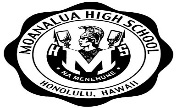 MOANALUA HIGH SCHOOL
M
H S
NA MENEHUNE
HONOLULU, HAWAII